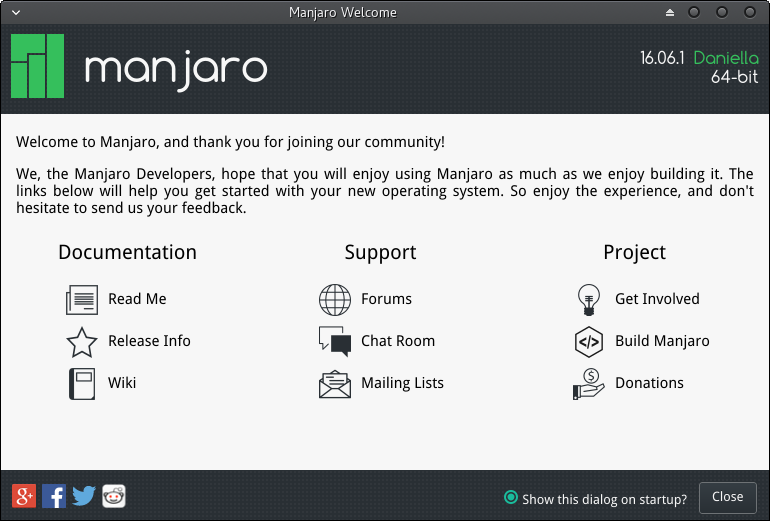 Manjaro Welcome
manjaro
16.06.1 Daniella
64-bit
Welcome to Manjaro, and thank you for joining our community!
We, the Manjaro Developers, hope that you will enjoy using Manjaro as much as we enjoy building it. The
links below will help you get started with your new operating system. So enjoy the experience, and don't
hesitate to send us your feedback.
Documentation
Read Me
Release Info
Wiki
Support
Forums
Chat Room
Mailing Lists
Project
Get Involved
Build Manjaro
Donations
Show this dialog on startup?
Close